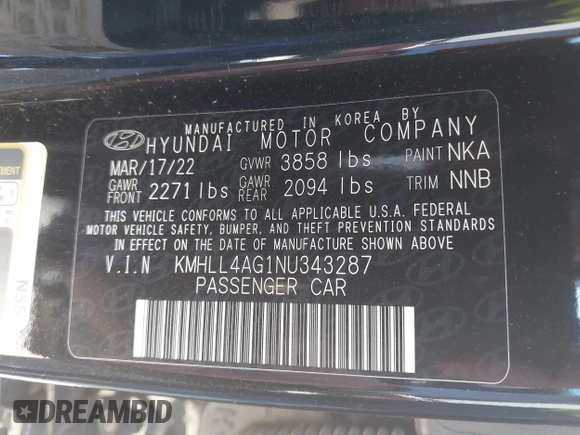 MANUFACTURED IN KOREA BY
HYUNDAI MOTOR COMPANY
MAR/17/22 GVWR 3858 lbs PAINT NKA
GAWR FRONT 2271 lbs GAWR REAR 2094 lbs TRIM NNB
THIS VEHICLE CONFORMS TO ALL APPLICABLE U.S.A. FEDERAL
MOTOR VEHICLE SAFETY, BUMPER, AND THEFT PREVENTION STANDARDS
IN EFFECT ON THE DATE OF MANUFACTURE SHOWN ABOVE
V.I.N KMHLL4AG1NU343287
PASSENGER CAR
N55
DREAMBID